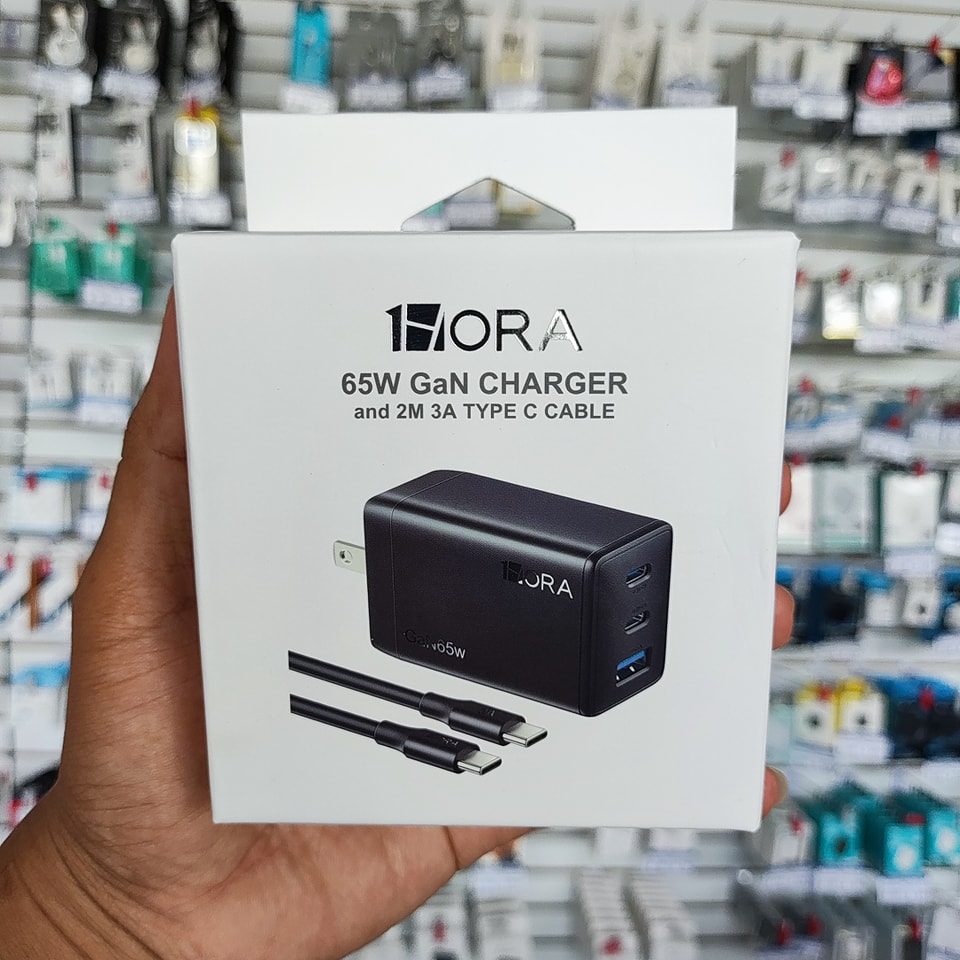 1HORA
65W GaN CHARGER
and 2M 3A TYPE C CABLE
1HORA
GaN65w